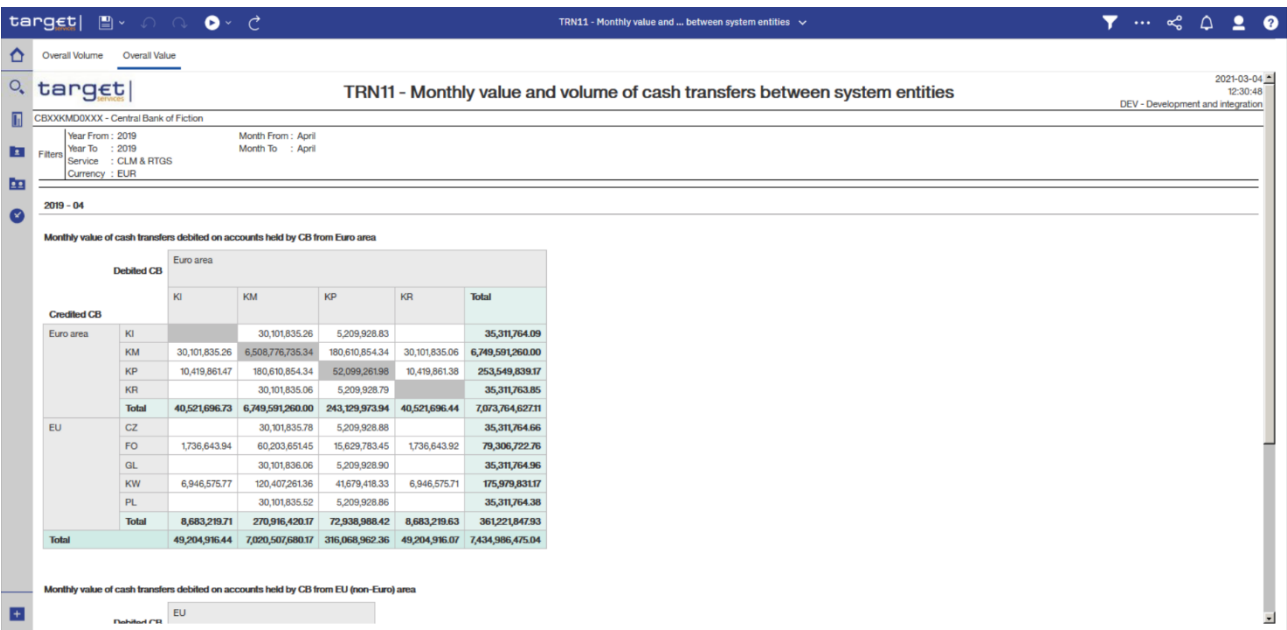 target|
services
TRN11 - Monthly value and ... between system entities
Overall Volume Overall Value
target|
services
TRN11 - Monthly value and volume of cash transfers between system entities
2021-03-04
12:30:48
DEV - Development and integration
CBXXKMD0XXX - Central Bank of Fiction
Filters
Year From : 2019 Month From : April
Year To : 2019 Month To : April
Service : CLM & RTGS
Currency : EUR
2019 - 04
Monthly value of cash transfers debited on accounts held by CB from Euro area
Debited CB Euro area
Credited CB KI KM KP KR Total
Euro area KI 30,101,835.26 5,209,928.83 35,311,764.09
KM 30,101,835.26 6,508,776,735.34 180,610,854.34 30,101,835.06 6,749,591,260.00
KP 10,419,861.47 180,610,854.34 52,099,261.98 10,419,861.38 253,549,839.17
KR 30,101,835.06 5,209,928.79 35,311,763.85
Total 40,521,696.73 6,749,591,260.00 243,129,973.94 40,521,696.44 7,073,764,627.11
EU CZ 30,101,835.78 5,209,928.88 35,311,764.66
FO 1,736,643.94 60,203,651.45 15,629,783.45 1,736,643.92 79,306,722.76
GL 30,101,836.06 5,209,928.90 35,311,764.96
KW 6,946,575.77 120,407,261.36 41,679,418.33 6,946,575.71 175,979,831.17
PL 30,101,835.52 5,209,928.86 35,311,764.38
Total 8,683,219.71 270,916,420.17 72,938,988.42 8,683,219.63 361,221,847.93
Total 49,204,916.44 7,020,507,680.17 316,068,962.36 49,204,916.07 7,434,986,475.04
Monthly value of cash transfers debited on accounts held by CB from EU (non-Euro) area
EU
Debited CB